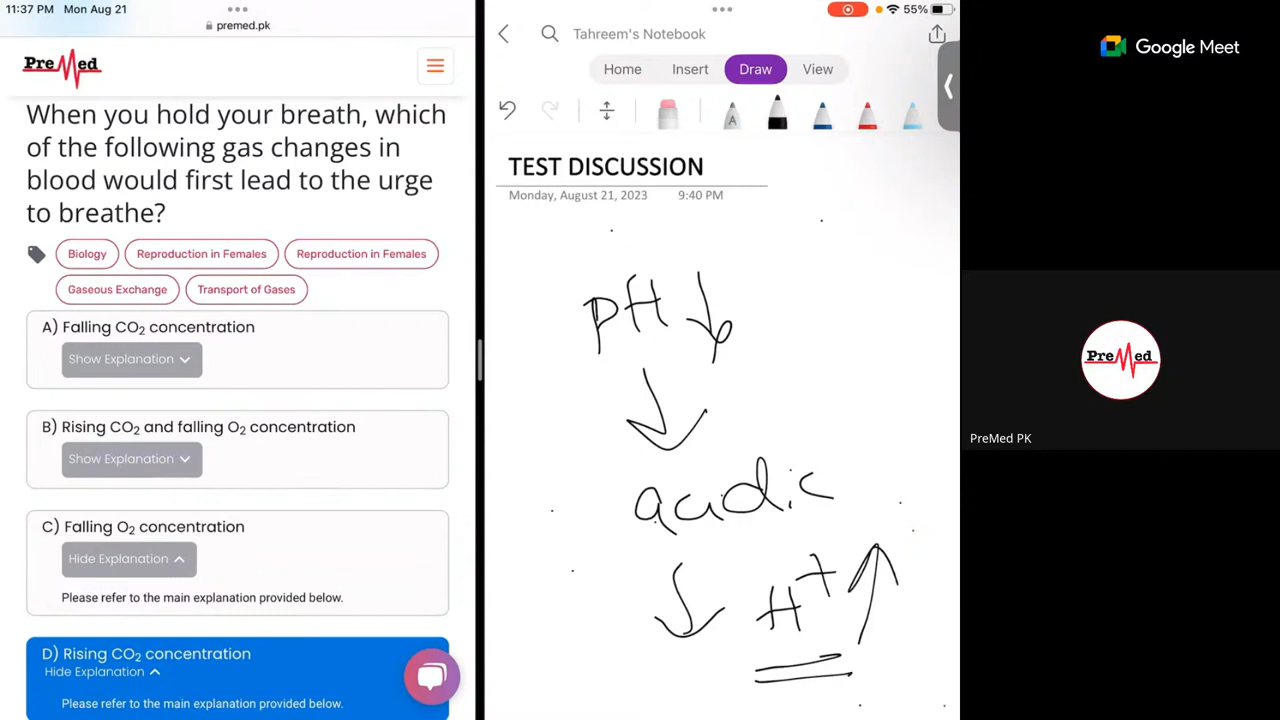 11:37 PM Mon Aug 21
premed.pk
PreMed
When you hold your breath, which
of the following gas changes in
blood would first lead to the urge
to breathe?
Biology
Reproduction in Females
Reproduction in Females
Gaseous Exchange
Transport of Gases
A) Falling CO₂ concentration
Show Explanation
B) Rising CO₂ and falling O₂ concentration
Show Explanation
C) Falling O₂ concentration
Hide Explanation
Please refer to the main explanation provided below.
D) Rising CO₂ concentration
Hide Explanation
Please refer to the main explanation provided below.
55%
Tahreem's Notebook
Home Insert Draw View
A
TEST DISCUSSION
Monday, August 21, 2023 9:40 PM
pH ↓
↓
acidic
↓ H⁺ ↑
Google Meet
PreMed
PreMed PK